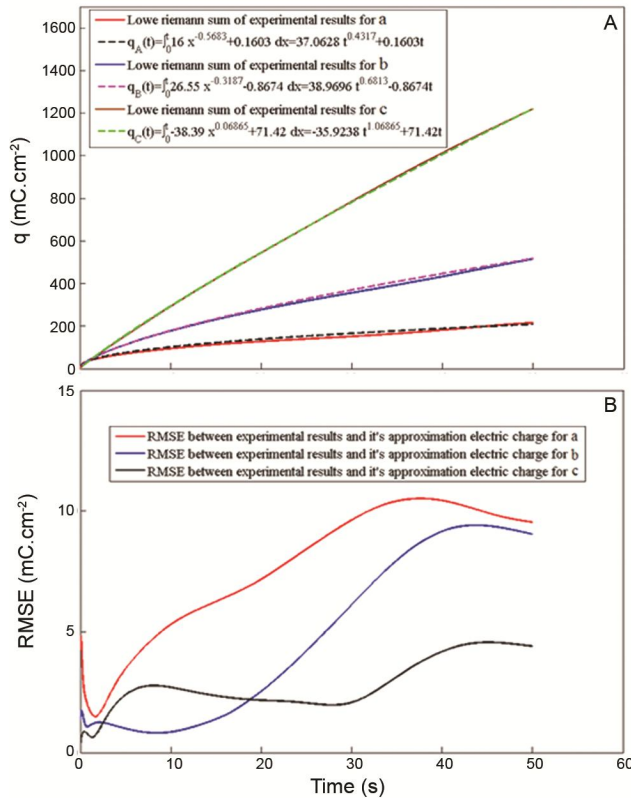 A
Lowe riemann sum of experimental results for a
q_A(t)=∫₀ᵗ16 x^-0.5683+0.1603 dx=37.0628 t^0.4317+0.1603t
Lowe riemann sum of experimental results for b
q_B(t)=∫₀ᵗ26.55 x^-0.3187-0.8674 dx=38.9696 t^0.6813-0.8674t
Lowe riemann sum of experimental results for c
q_C(t)=∫₀ᵗ-38.39 x^0.06865+71.42 dx=-35.9238 t^1.06865+71.42t
1600
1400
1200
1000
800
600
400
200
0
q (mC.cm⁻²)
B
RMSE between experimental results and it's approximation electric charge for a
RMSE between experimental results and it's approximation electric charge for b
RMSE between experimental results and it's approximation electric charge for c
15
10
5
0
RMSE (mC.cm⁻²)
0 10 20 30 40 50 60
Time (s)